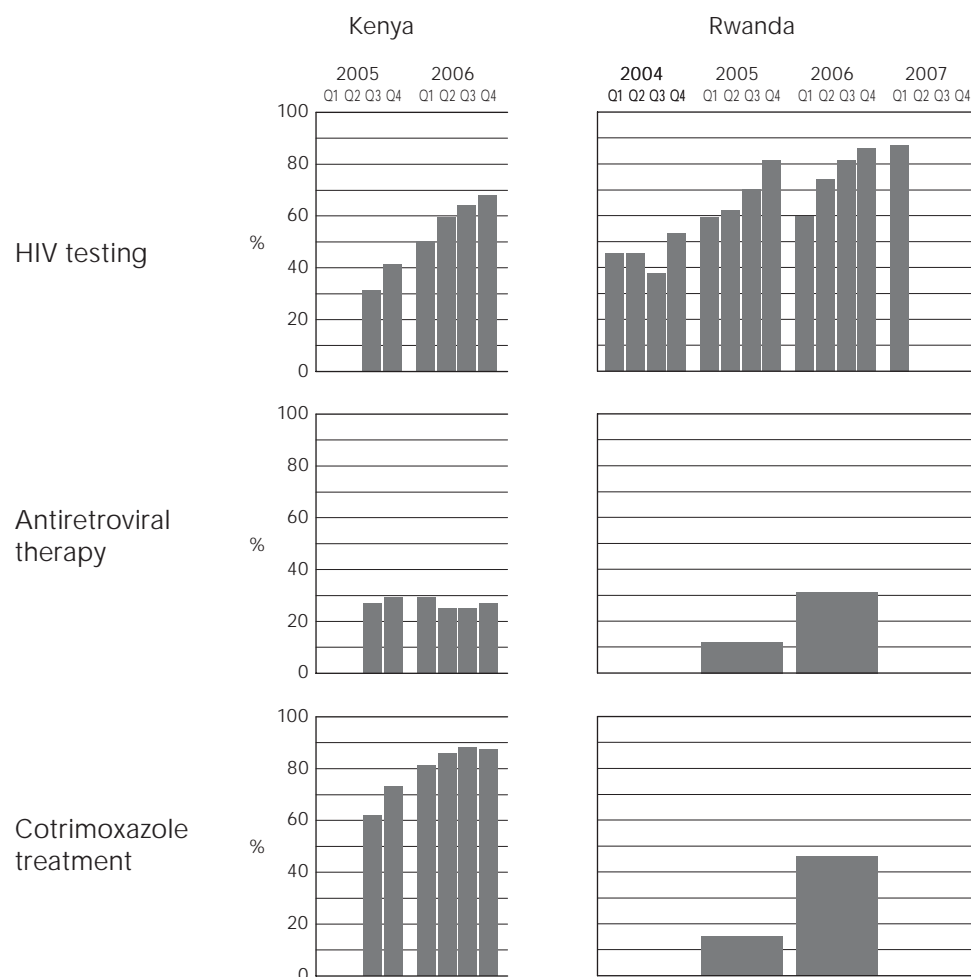 Kenya Rwanda
2005 2006 2004 2005 2006 2007
Q1 Q2 Q3 Q4 Q1 Q2 Q3 Q4 Q1 Q2 Q3 Q4 Q1 Q2 Q3 Q4 Q1 Q2 Q3 Q4 Q1 Q2 Q3 Q4
100
80
60
HIV testing %
40
20
0
100
80
60
Antiretroviral
therapy %
40
20
0
100
80
60
Cotrimoxazole
treatment %
40
20
0